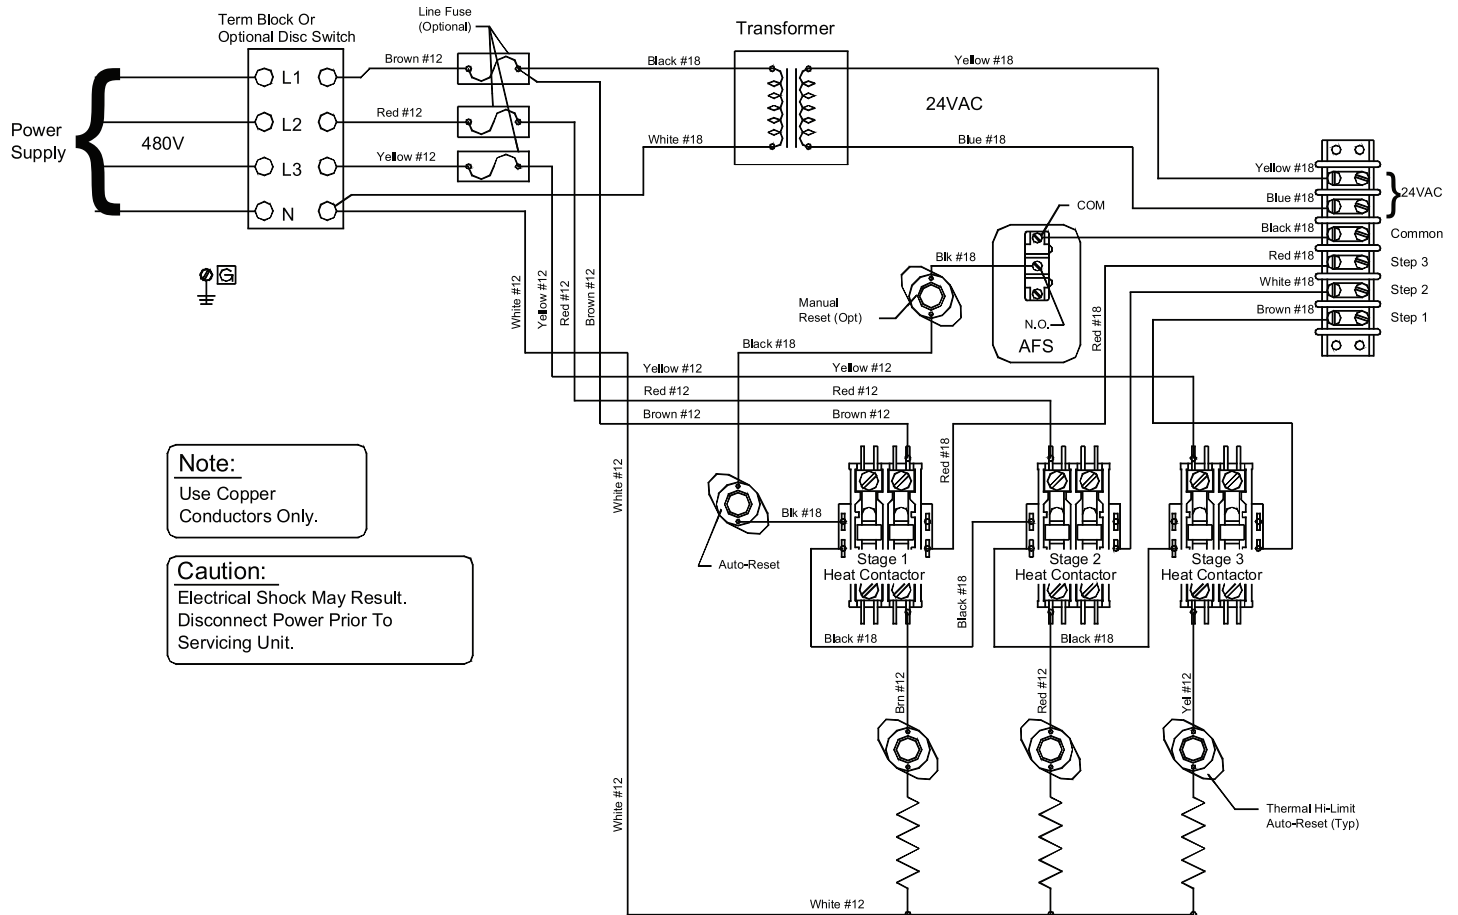 Term Block Or
Optional Disc Switch
Line Fuse
(Optional)
Transformer
Brown #12
Black #18
Yellow #18
L1
24VAC
Red #12
L2
Power
Supply
480V
White #18
Blue #18
Yellow #12
L3
N
Yellow #18
24VAC
Blue #18
COM
Black #18
Common
Red #18
Step 3
White #18
Step 2
Brown #18
Step 1
G
White #12
Yellow #12
Red #12
Brown #12
Blk #18
Manual
Reset (Opt)
N.O.
AFS
Red #18
Black #18
Yellow #12
Yellow #12
Red #12
Red #12
Brown #12
Brown #12
Note:
Use Copper
Conductors Only.
White #12
Red #18
Blk #18
Auto-Reset
Stage 1
Heat Contactor
Stage 2
Heat Contactor
Stage 3
Heat Contactor
Caution:
Electrical Shock May Result.
Disconnect Power Prior To
Servicing Unit.
Black #18
Black #18
Black #18
Brn #12
Red #12
Yel #12
White #12
Thermal Hi-Limit
Auto-Reset (Typ)
White #12